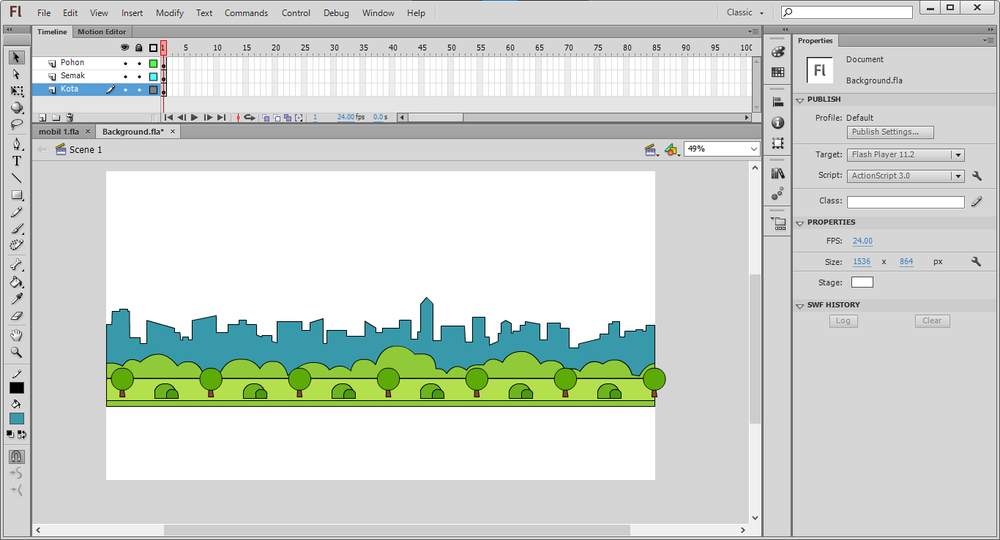 Fl File Edit View Insert Modify Text Commands Control Debug Window Help Classic
Timeline Motion Editor
1 5 10 15 20 25 30 35 40 45 50 55 60 65 70 75 80 85 90 95 100
Pohon
Semak
Kota
1 24.00 fps 0.0 s
mobil 1.fla × Background.fla* ×
Scene 1 49%
T
Properties
Fl
Document
Background.fla
PUBLISH
Profile: Default
Publish Settings...
Target: Flash Player 11.2
Script: ActionScript 3.0
Class:
PROPERTIES
FPS: 24.00
Size: 1536 x 864 px
Stage:
SWF HISTORY
Log Clear